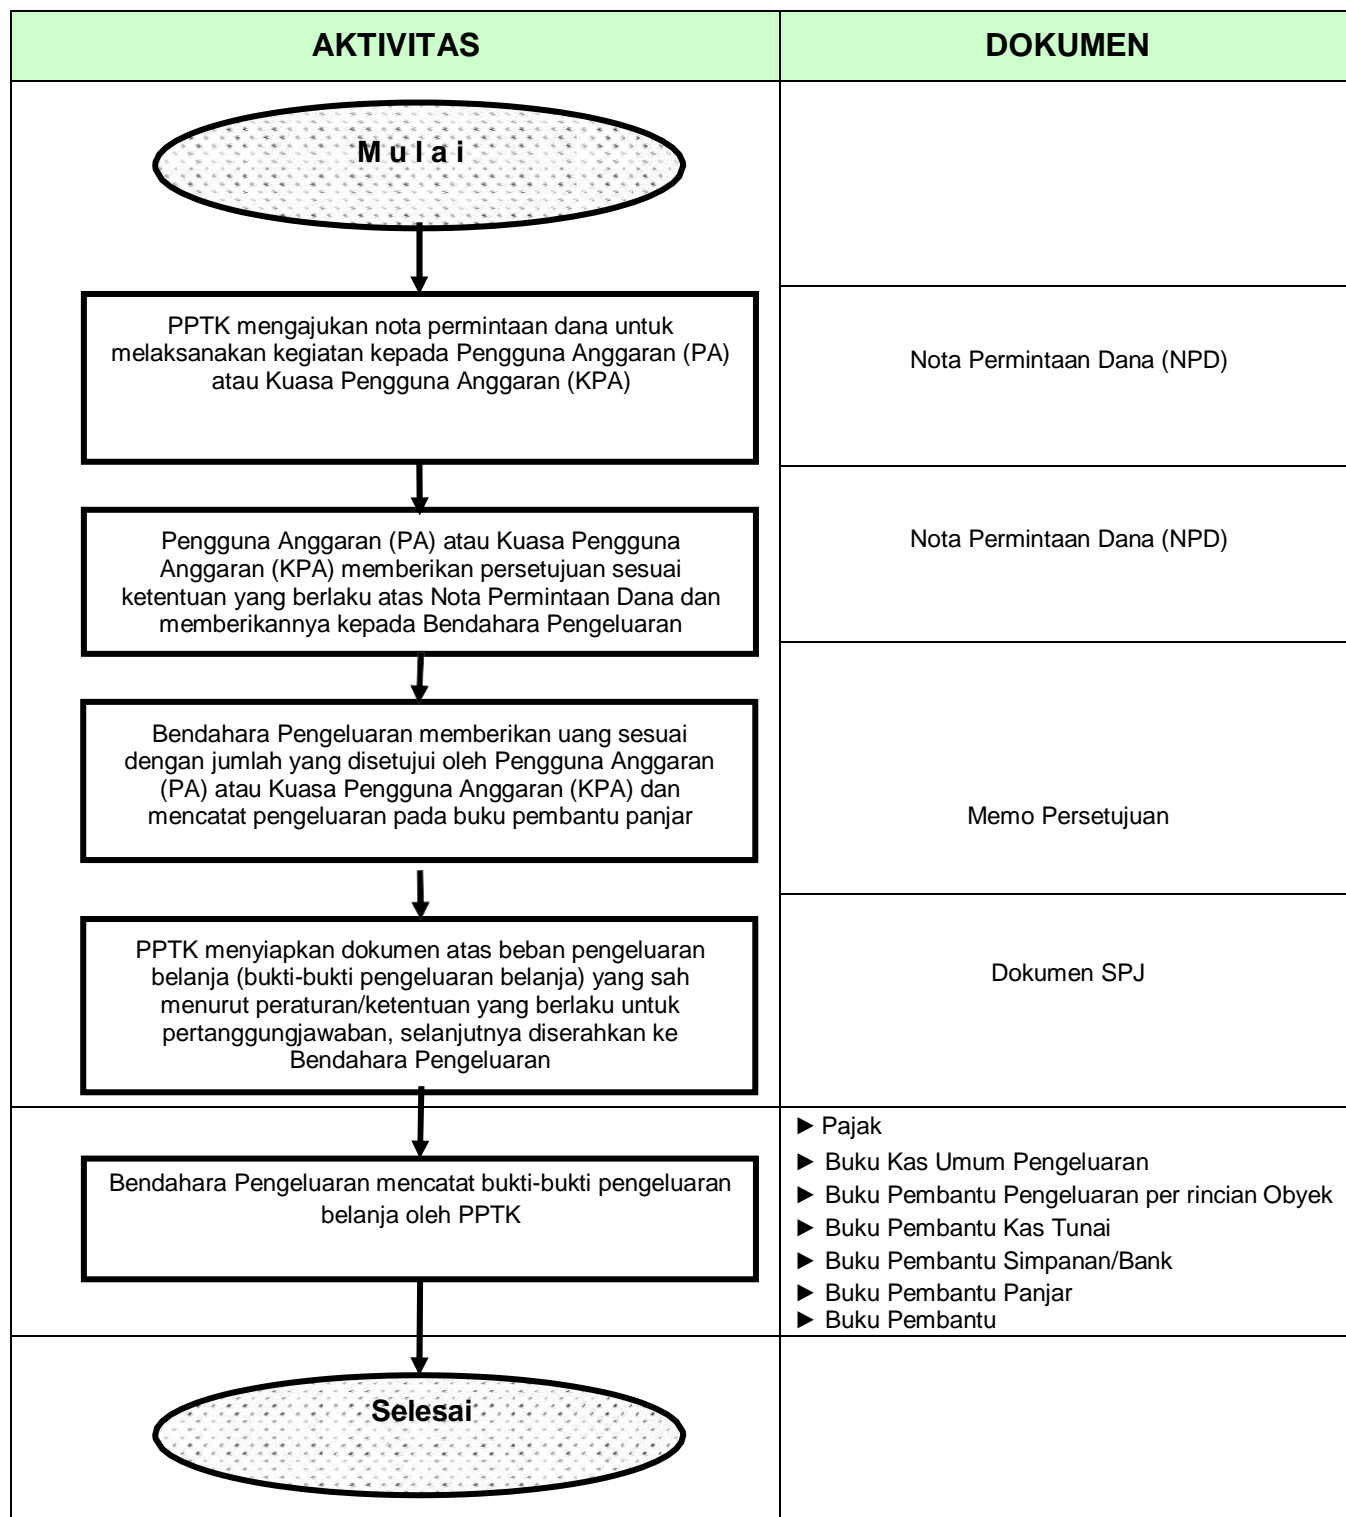 AKTIVITAS
DOKUMEN
M u l a i
PPTK mengajukan nota permintaan dana untuk
melaksanakan kegiatan kepada Pengguna Anggaran (PA)
atau Kuasa Pengguna Anggaran (KPA)
Nota Permintaan Dana (NPD)
Pengguna Anggaran (PA) atau Kuasa Pengguna
Anggaran (KPA) memberikan persetujuan sesuai
ketentuan yang berlaku atas Nota Permintaan Dana dan
memberikannya kepada Bendahara Pengeluaran
Nota Permintaan Dana (NPD)
Bendahara Pengeluaran memberikan uang sesuai
dengan jumlah yang disetujui oleh Pengguna Anggaran
(PA) atau Kuasa Pengguna Anggaran (KPA) dan
mencatat pengeluaran pada buku pembantu panjar
Memo Persetujuan
PPTK menyiapkan dokumen atas beban pengeluaran
belanja (bukti-bukti pengeluaran belanja) yang sah
menurut peraturan/ketentuan yang berlaku untuk
pertanggungjawaban, selanjutnya diserahkan ke
Bendahara Pengeluaran
Dokumen SPJ
Bendahara Pengeluaran mencatat bukti-bukti pengeluaran
belanja oleh PPTK
► Pajak
► Buku Kas Umum Pengeluaran
► Buku Pembantu Pengeluaran per rincian Obyek
► Buku Pembantu Kas Tunai
► Buku Pembantu Simpanan/Bank
► Buku Pembantu Panjar
► Buku Pembantu
Selesai